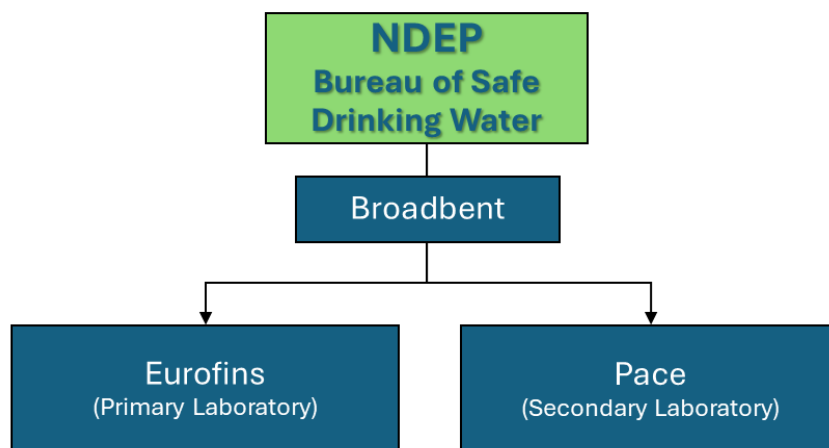 NDEP
Bureau of Safe
Drinking Water
Broadbent
Eurofins
(Primary Laboratory)
Pace
(Secondary Laboratory)